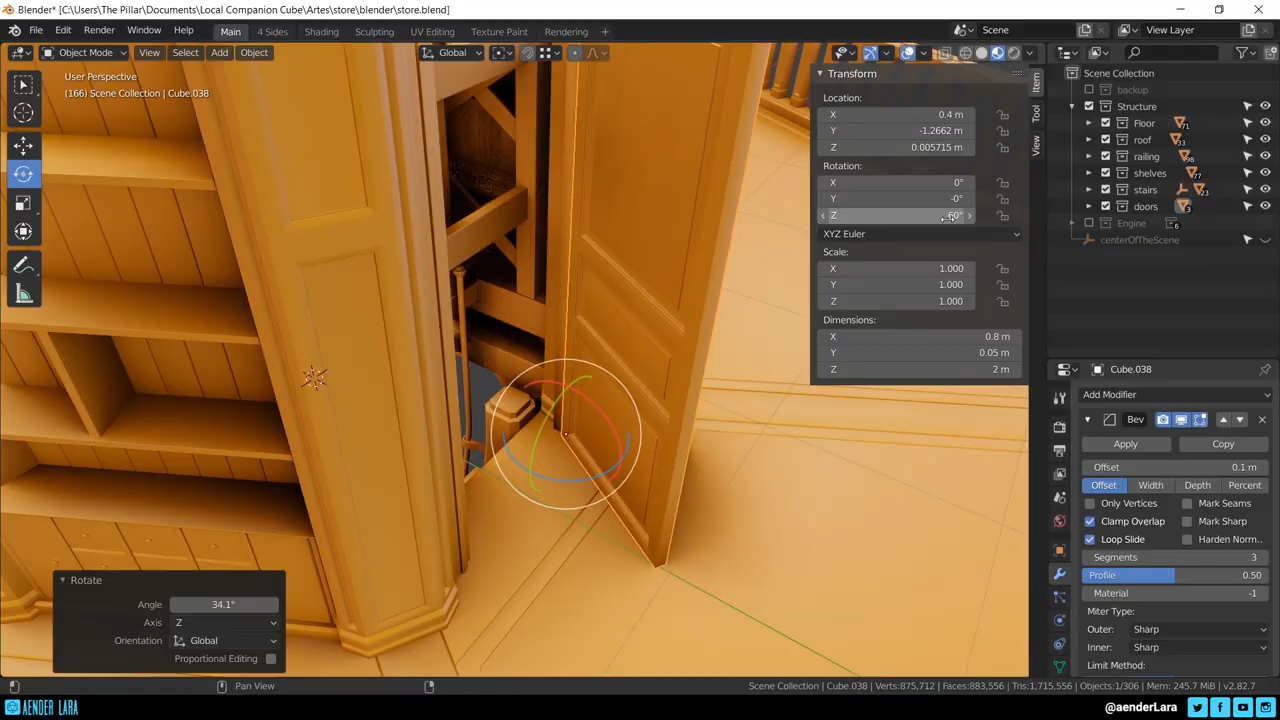 Blender* [C:\Users\The Pillar\Documents\Local Companion Cube\Artes\store\blender\store.blend]
File Edit Render Window Help Main 4 Sides Shading Sculpting UV Editing Texture Paint Rendering Scene View Layer
Object Mode View Select Add Object Global
User Perspective
(166) Scene Collection | Cube.038
Transform
Location:
X 0.4 m
Y -1.2662 m
Z 0.005715 m
Rotation:
X 0°
Y -0°
Z 60°
XYZ Euler
Scale:
X 1.000
Y 1.000
Z 1.000
Dimensions:
X 0.8 m
Y 0.05 m
Z 2 m
Item
Tool
View
Scene Collection
backup
Structure
Floor 71
roof 33
railing 98
shelves 77
stairs 23
doors 3
Engine 6
centerOfTheScene
Cube.038
Add Modifier
Bev
Apply Copy
Offset 0.1 m
Offset Width Depth Percent
Only Vertices Mark Seams
Clamp Overlap Mark Sharp
Loop Slide Harden Norm...
Segments 3
Profile 0.50
Material -1
Miter Type:
Outer: Sharp
Inner: Sharp
Limit Method:
Rotate
Angle 34.1°
Axis Z
Orientation Global
Proportional Editing
Pan View
Scene Collection | Cube.038 | Verts:875,712 | Faces:883,556 | Tris:1,715,556 | Objects:1/306 | Mem: 245.7 MiB | v2.82.7
AENDER LARA
@aenderLara